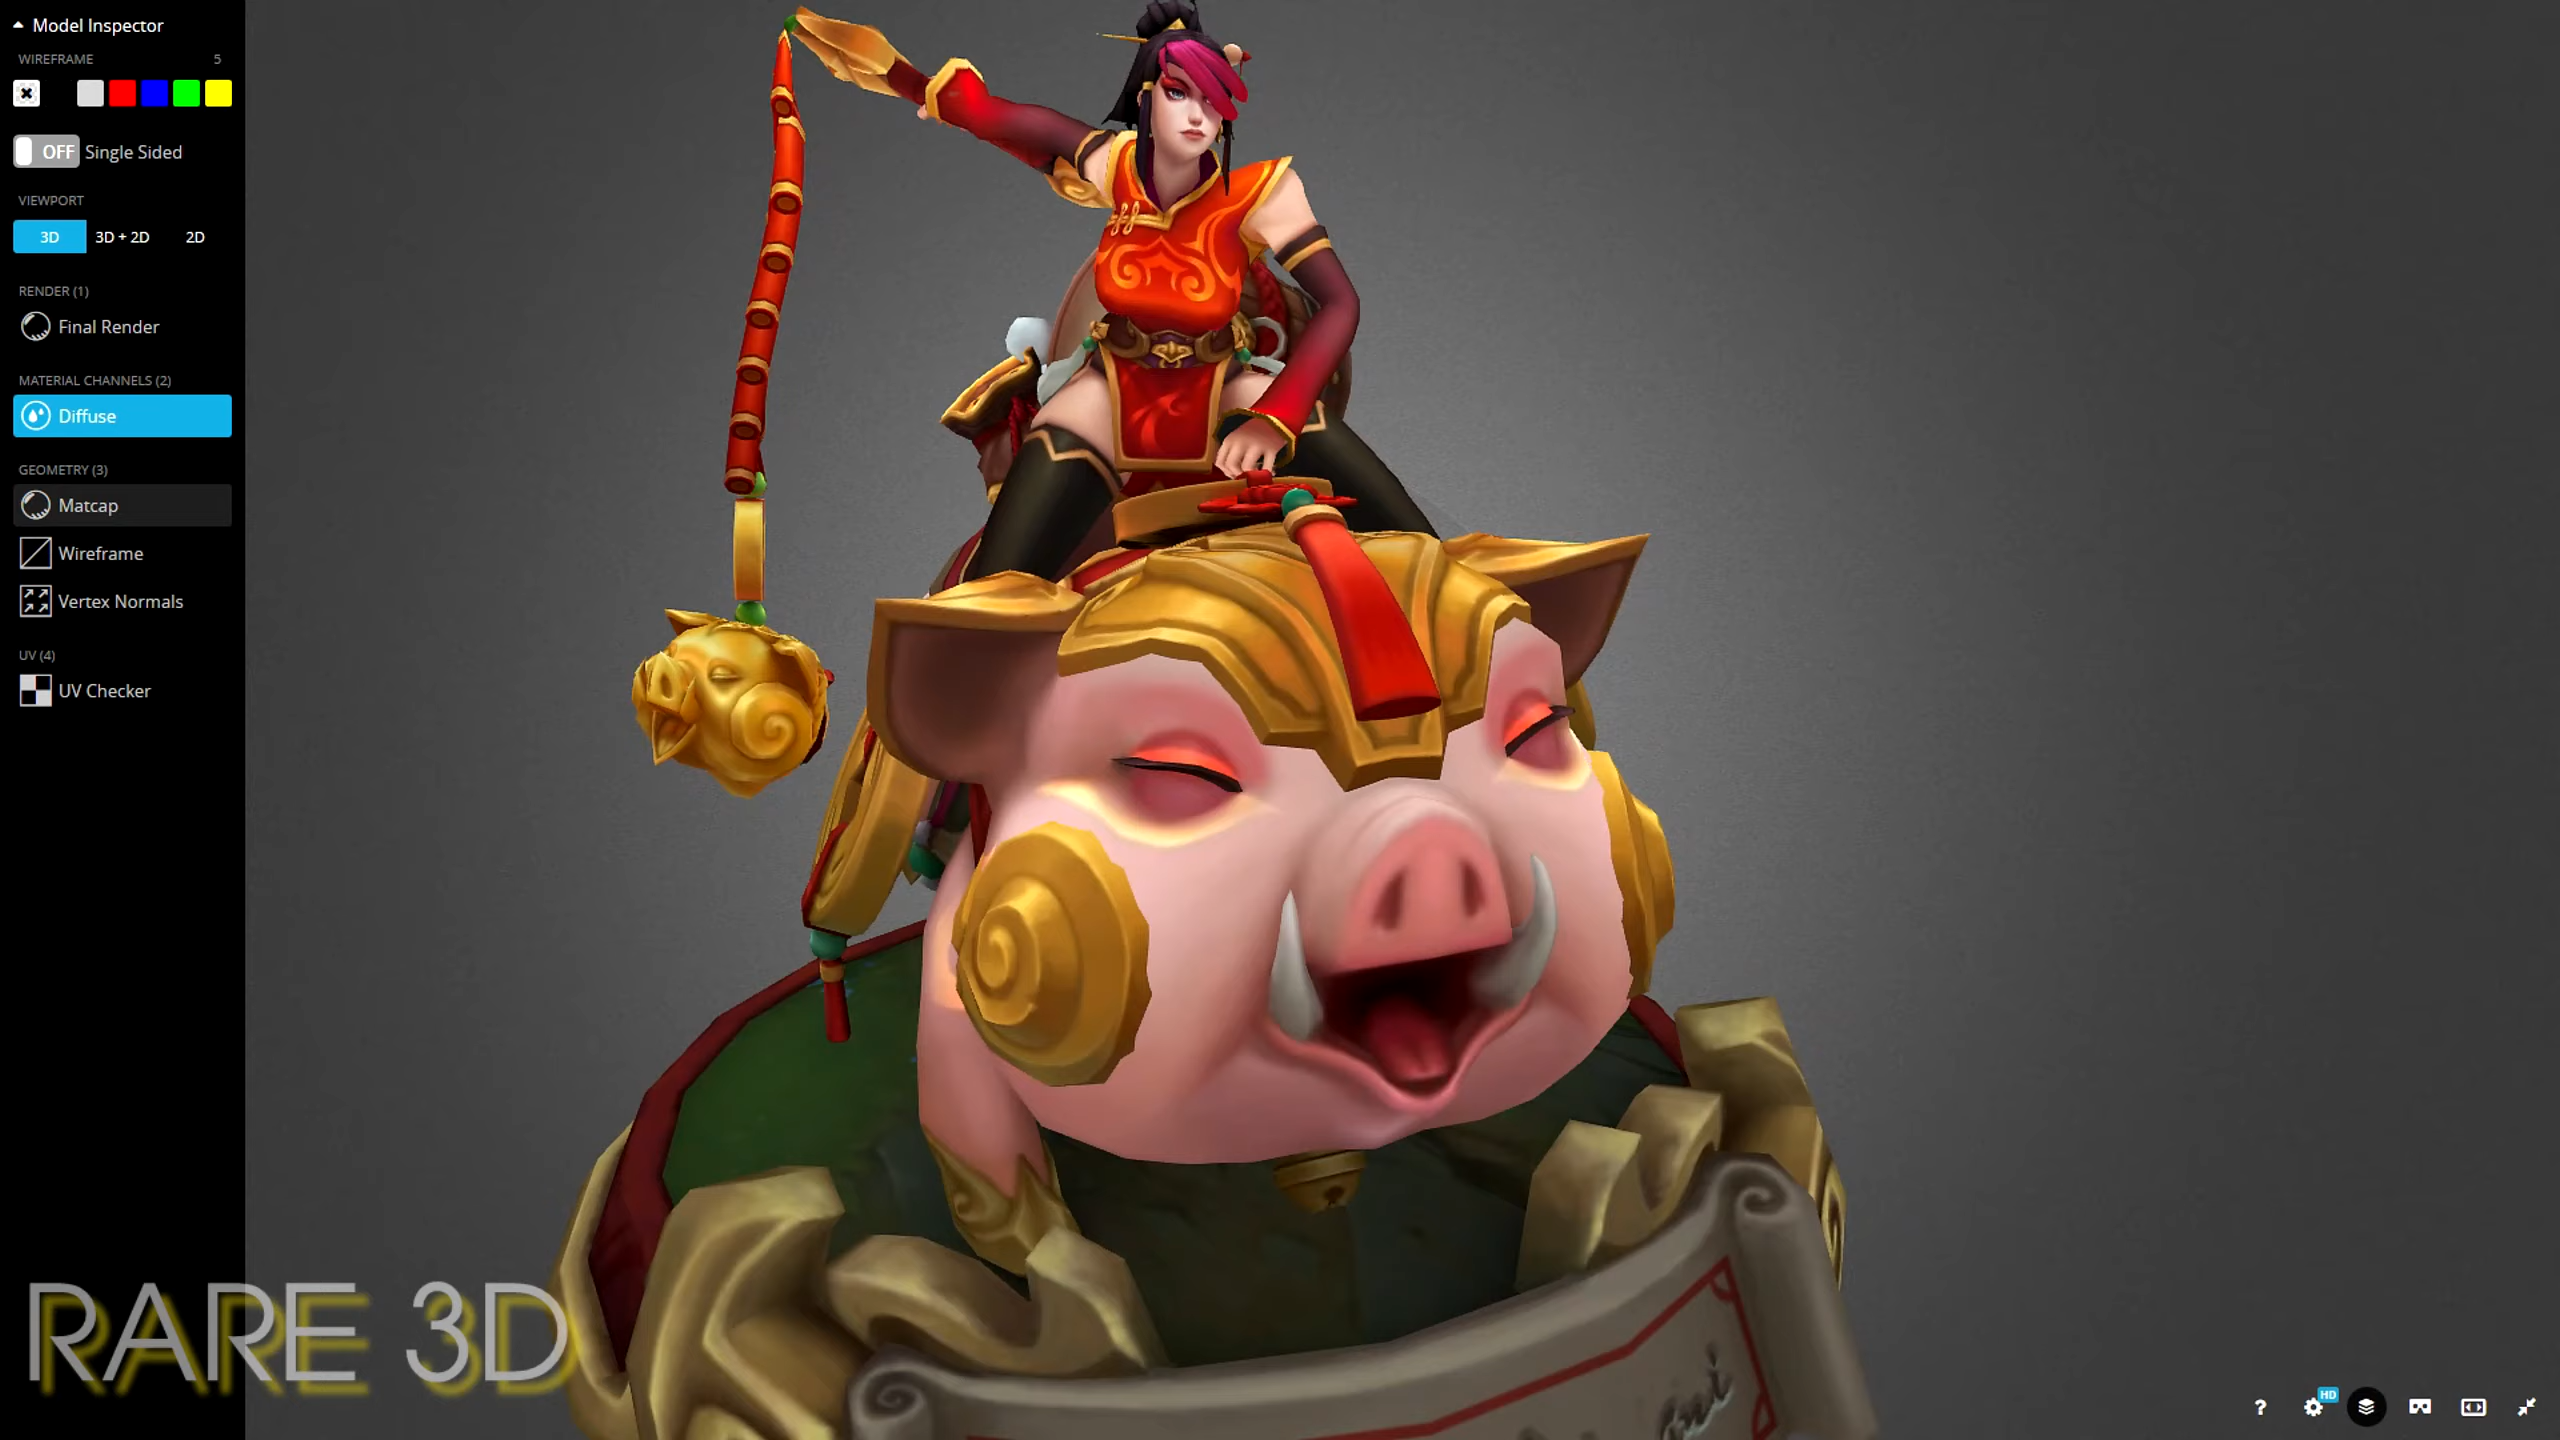 Model Inspector
WIREFRAME 5
OFF Single Sided
VIEWPORT
3D 3D + 2D 2D
RENDER (1)
Final Render
MATERIAL CHANNELS (2)
Diffuse
GEOMETRY (3)
Matcap
Wireframe
Vertex Normals
UV (4)
UV Checker
RARE 3D
? HD